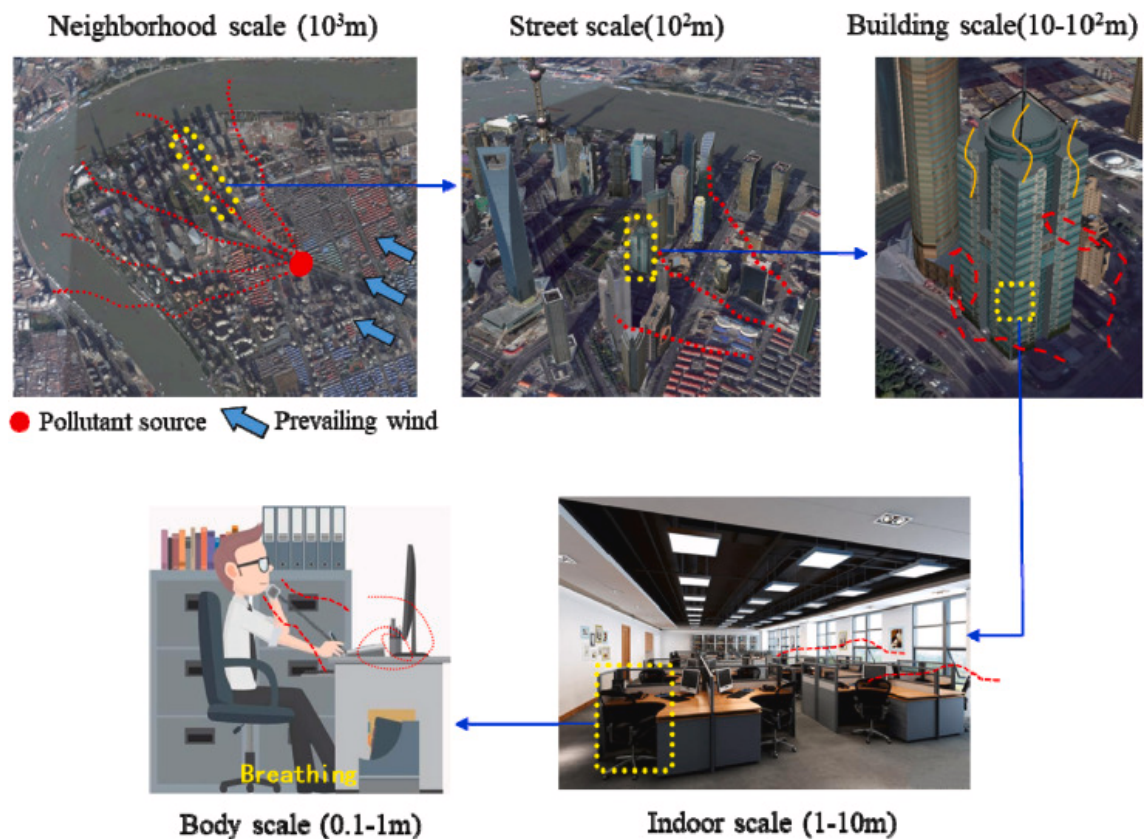 Neighborhood scale (10³m)
Street scale(10²m)
Building scale(10-10²m)
Pollutant source
Prevailing wind
Breathing
Body scale (0.1-1m)
Indoor scale (1-10m)